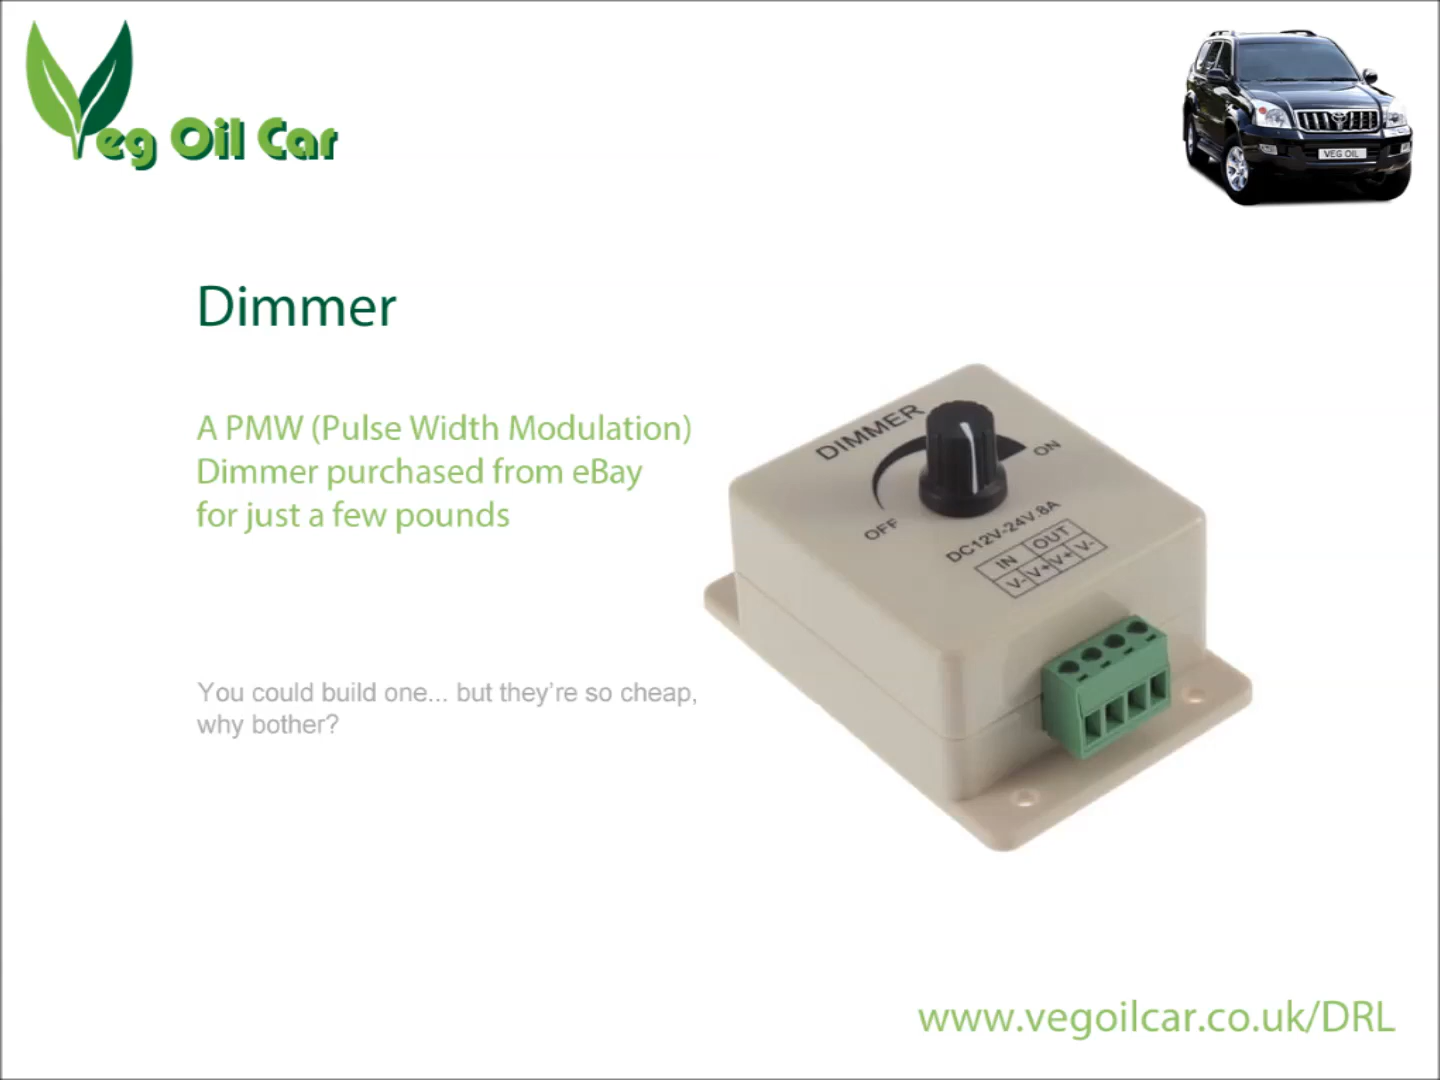 Veg Oil Car
VEG OIL
Dimmer
A PMW (Pulse Width Modulation)
Dimmer purchased from eBay
for just a few pounds
You could build one... but they're so cheap,
why bother?
DIMMER
OFF
ON
DC12V-24V.8A
IN OUT
V- V+ V+ V-
www.vegoilcar.co.uk/DRL